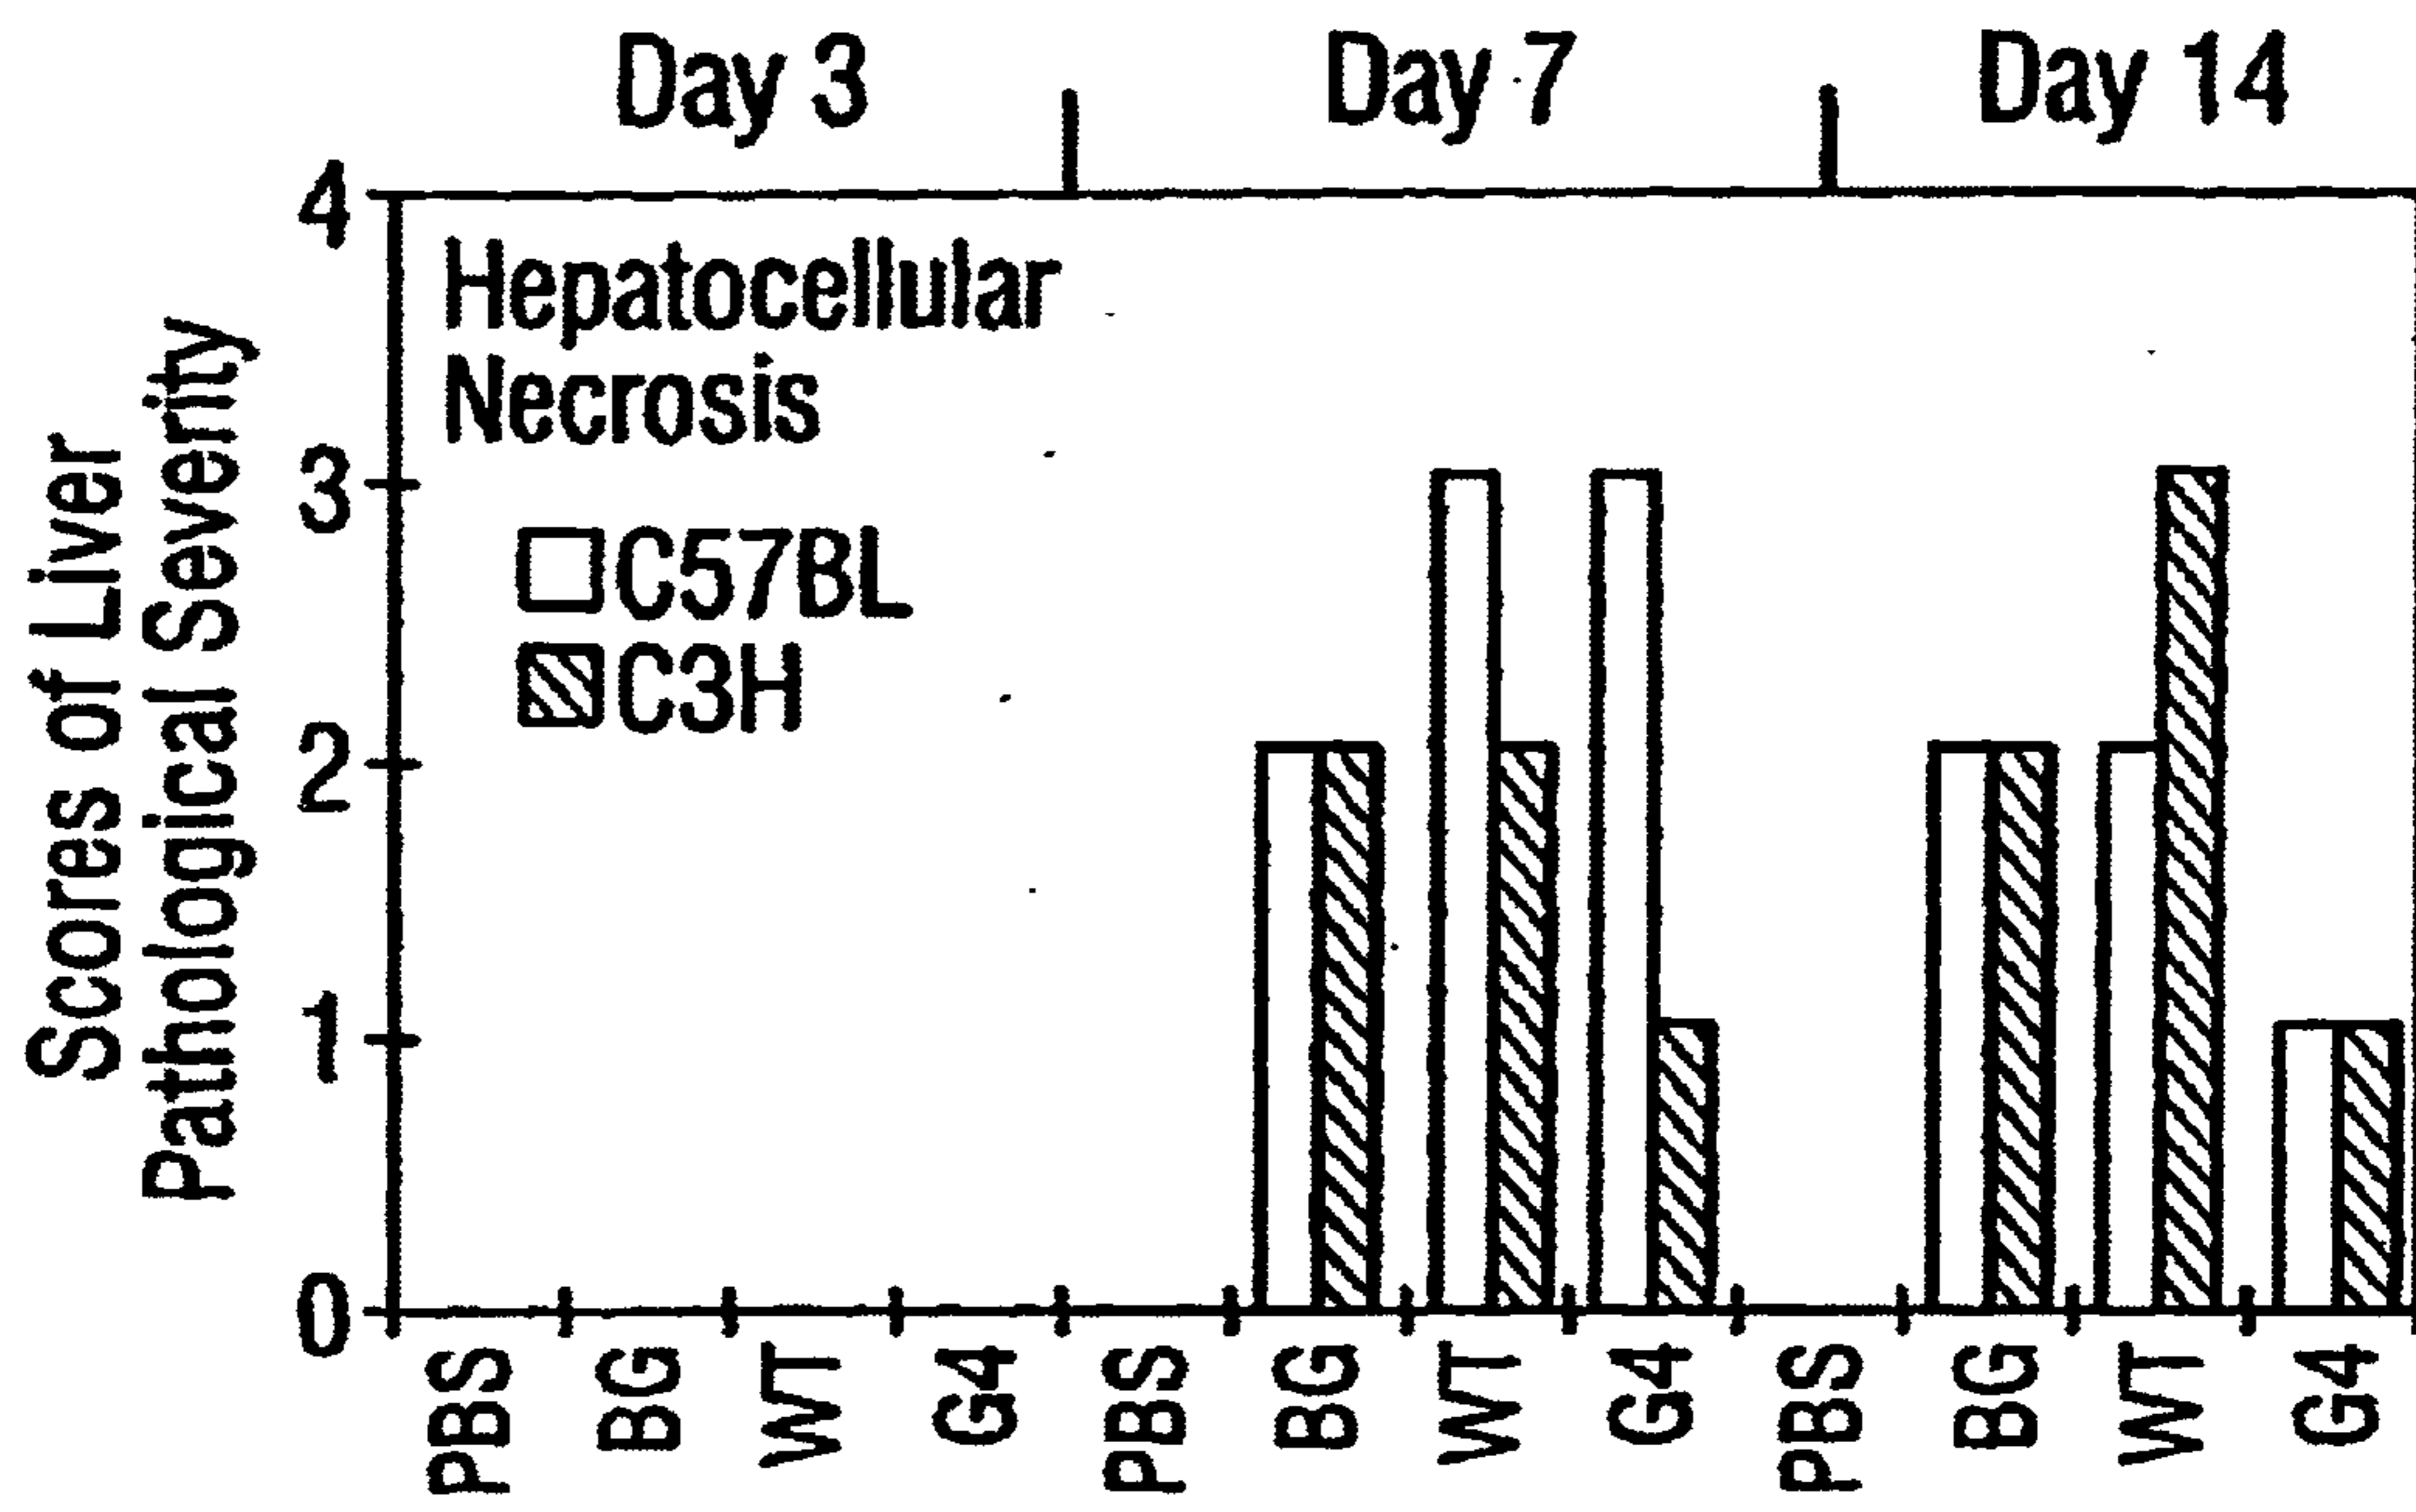 Day 3 Day 7 Day 14
4
Hepatocellular
Necrosis
3
C57BL
C3H
2
1
0
Scores of Liver
Pathological Severity
PBS BG WT G4 PBS BG WT G4 PBS BG WT G4